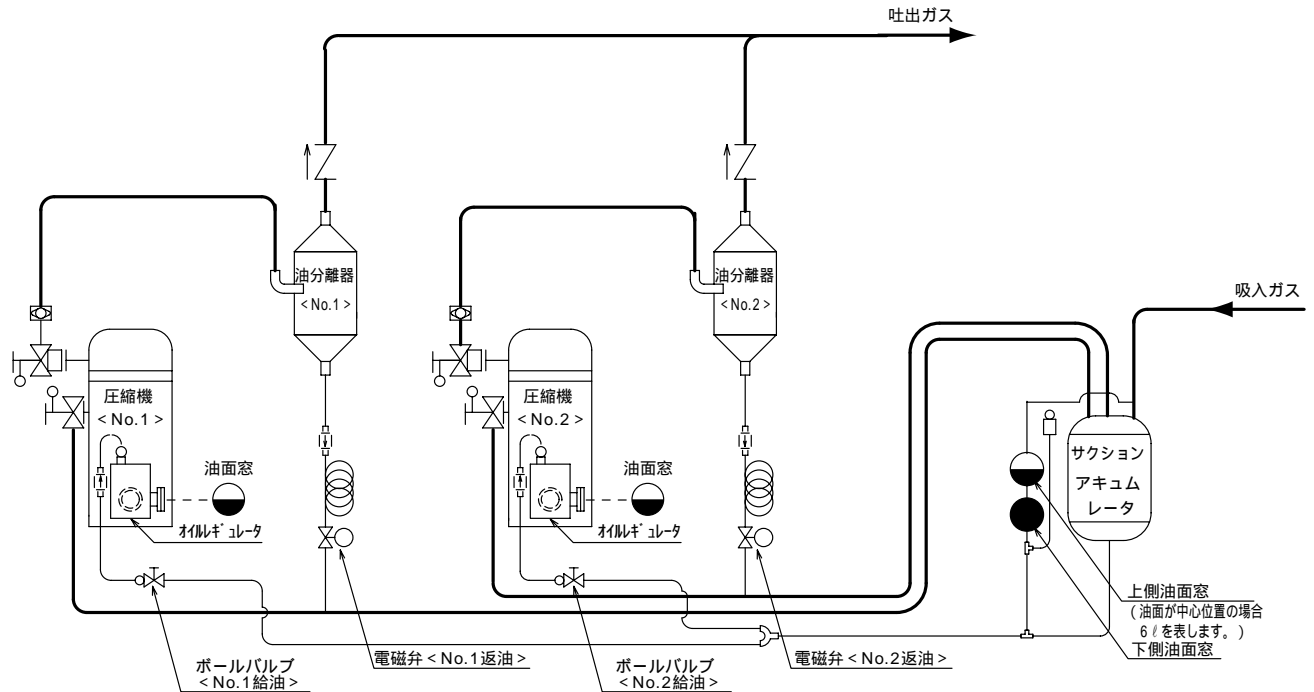 吐出ガス
油分離器
<No.1>
油分離器
<No.2>
吸入ガス
圧縮機
<No.1>
圧縮機
<No.2>
サクション
アキュム
レータ
油面窓
油面窓
オイルレギュレータ
オイルレギュレータ
上側油面窓
(油面が中心位置の場合
6ℓを表します。)
下側油面窓
電磁弁<No.1返油>
電磁弁<No.2返油>
ボールバルブ
<No.1給油>
ボールバルブ
<No.2給油>